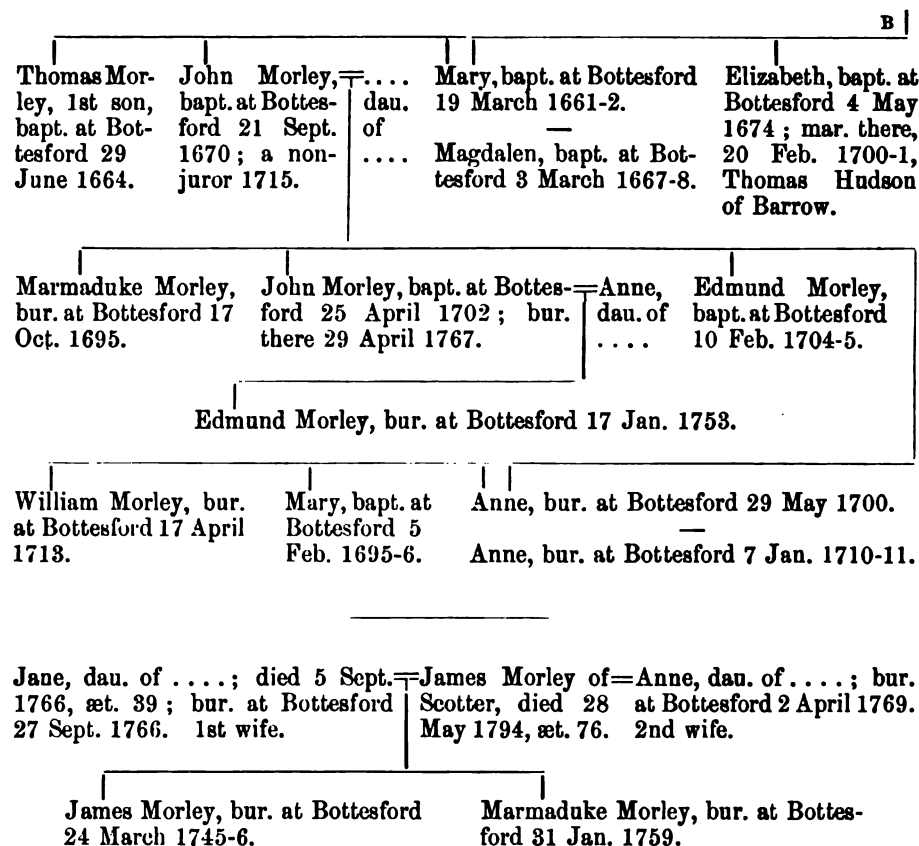 B
Thomas Mor-
ley, 1st son,
bapt. at Bot-
tesford 29
June 1664.
John Morley,
bapt. at Bottes-
ford 21 Sept.
1670 ; a non-
juror 1715.
....
dau.
of
....
Mary, bapt. at Bottesford
19 March 1661-2.
—
Magdalen, bapt. at Bot-
tesford 3 March 1667-8.
Elizabeth, bapt. at
Bottesford 4 May
1674 ; mar. there,
20 Feb. 1700-1,
Thomas Hudson
of Barrow.
Marmaduke Morley,
bur. at Bottesford 17
Oct. 1695.
John Morley, bapt. at Bottes-
ford 25 April 1702 ; bur.
there 29 April 1767.
=Anne,
dau. of
....
Edmund Morley,
bapt. at Bottesford
10 Feb. 1704-5.
Edmund Morley, bur. at Bottesford 17 Jan. 1753.
William Morley, bur.
at Bottesford 17 April
1713.
Mary, bapt. at
Bottesford 5
Feb. 1695-6.
Anne, bur. at Bottesford 29 May 1700.
—
Anne, bur. at Bottesford 7 Jan. 1710-11.
Jane, dau. of ....; died 5 Sept.
1766, æt. 39 ; bur. at Bottesford
27 Sept. 1766. 1st wife.
=James Morley of
Scotter, died 28
May 1794, æt. 76.
=Anne, dau. of ....; bur.
at Bottesford 2 April 1769.
2nd wife.
James Morley, bur. at Bottesford
24 March 1745-6.
Marmaduke Morley, bur. at Bottes-
ford 31 Jan. 1759.